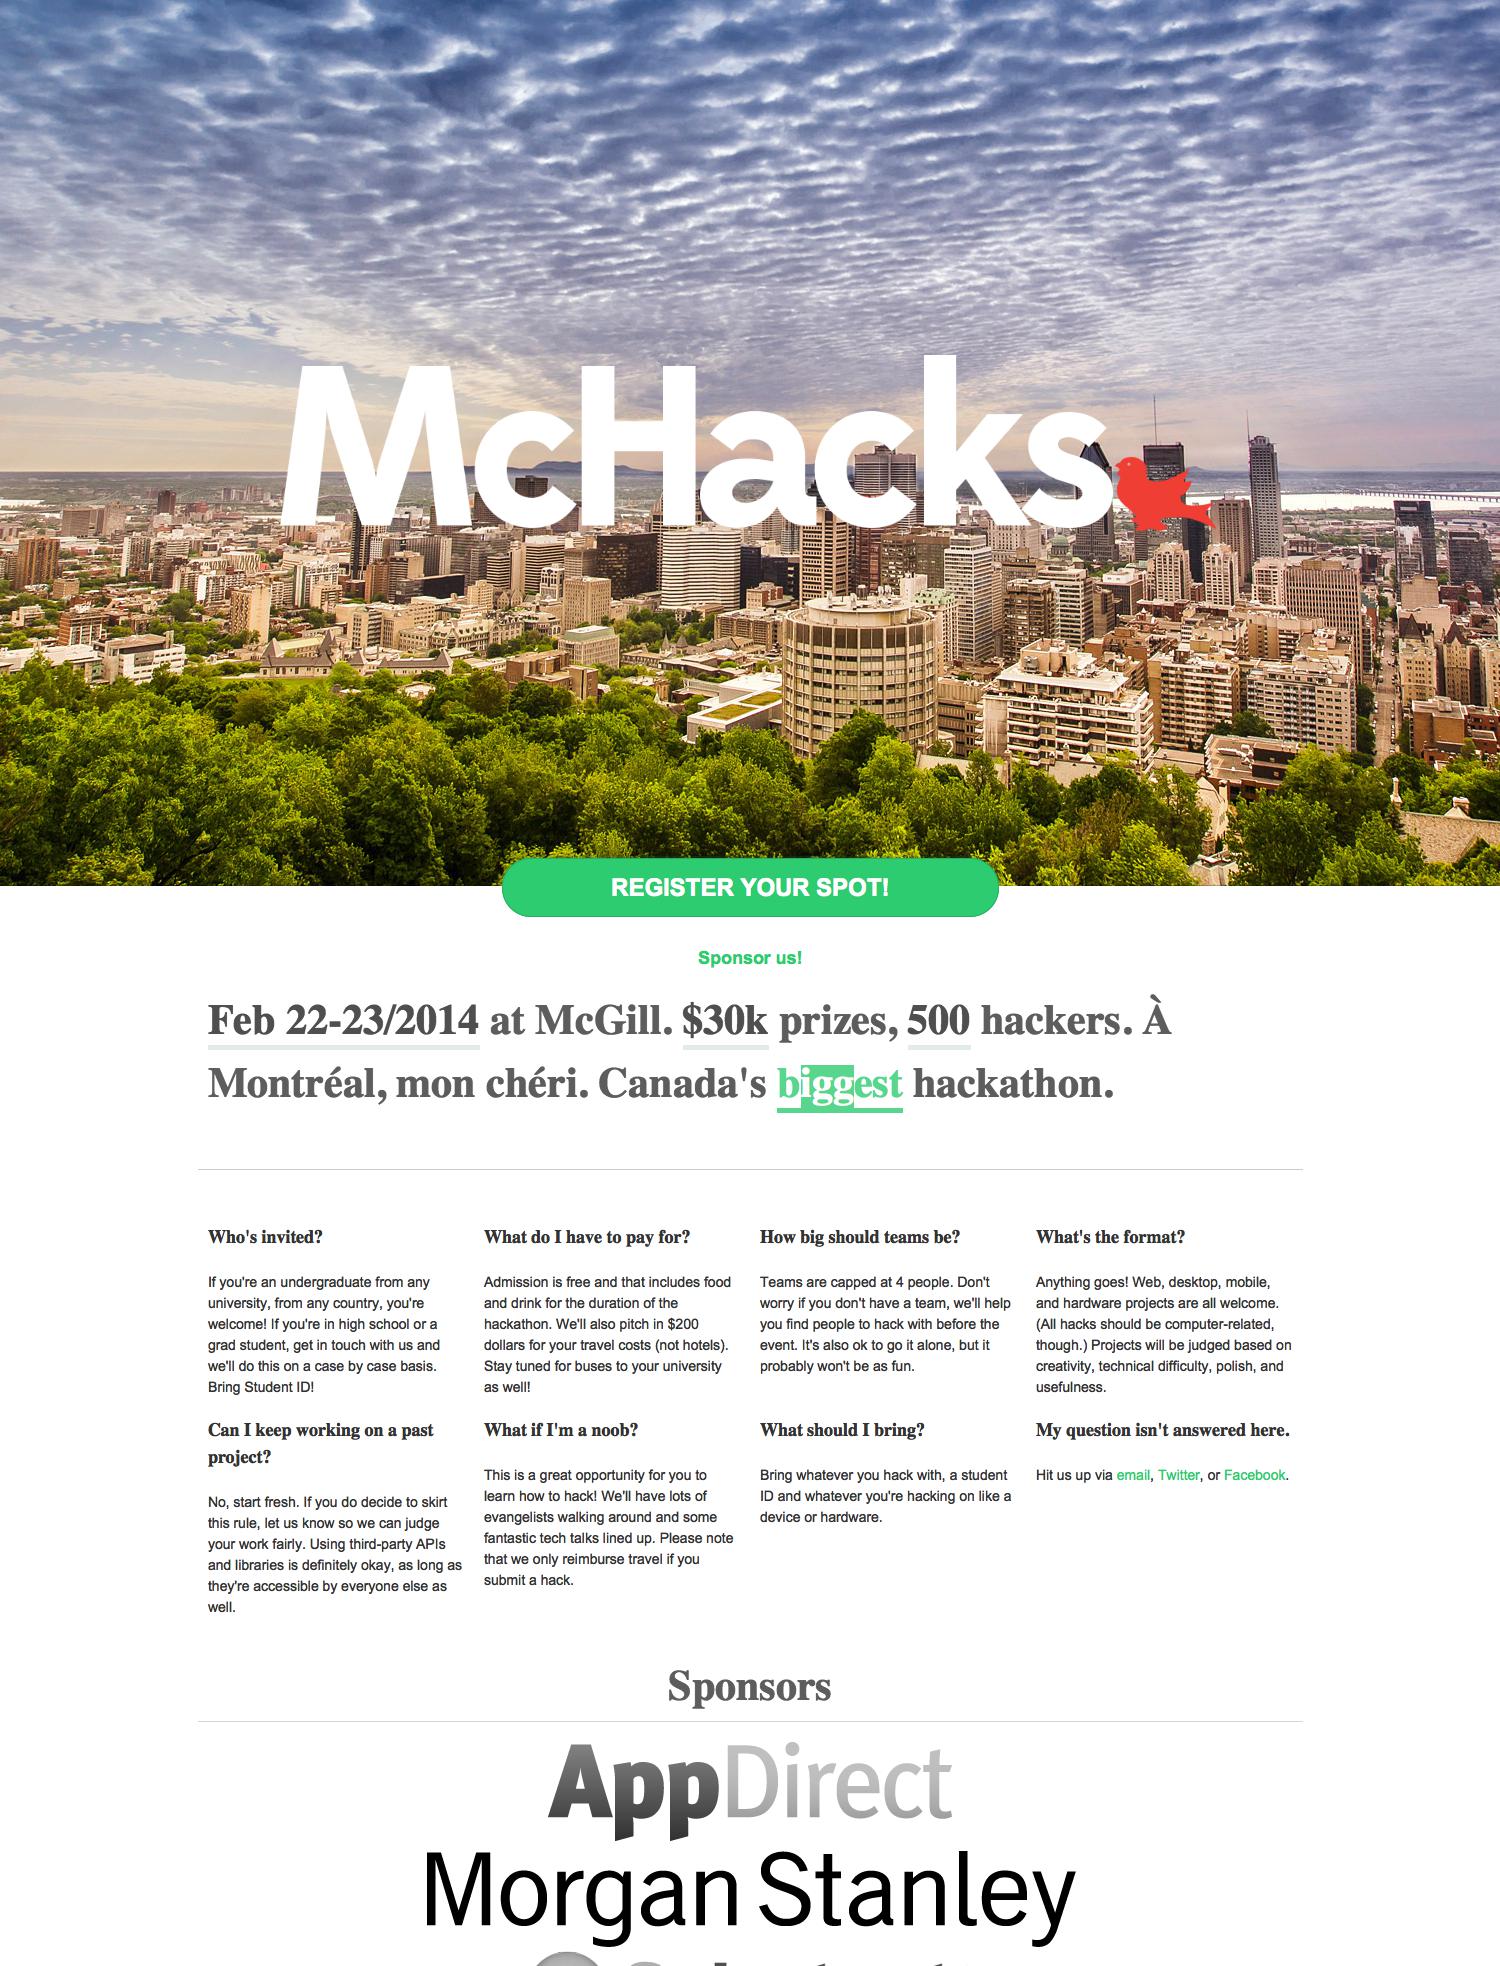 McHacks
REGISTER YOUR SPOT!
Sponsor us!
Feb 22-23/2014 at McGill. $30k prizes, 500 hackers. À
Montréal, mon chéri. Canada's biggest hackathon.
Who's invited?
If you're an undergraduate from any
university, from any country, you're
welcome! If you're in high school or a
grad student, get in touch with us and
we'll do this on a case by case basis.
Bring Student ID!
What do I have to pay for?
Admission is free and that includes food
and drink for the duration of the
hackathon. We'll also pitch in $200
dollars for your travel costs (not hotels).
Stay tuned for buses to your university
as well!
How big should teams be?
Teams are capped at 4 people. Don't
worry if you don't have a team, we'll help
you find people to hack with before the
event. It's also ok to go it alone, but it
probably won't be as fun.
What's the format?
Anything goes! Web, desktop, mobile,
and hardware projects are all welcome.
(All hacks should be computer-related,
though.) Projects will be judged based on
creativity, technical difficulty, polish, and
usefulness.
Can I keep working on a past
project?
No, start fresh. If you do decide to skirt
this rule, let us know so we can judge
your work fairly. Using third-party APIs
and libraries is definitely okay, as long as
they're accessible by everyone else as
well.
What if I'm a noob?
This is a great opportunity for you to
learn how to hack! We'll have lots of
evangelists walking around and some
fantastic tech talks lined up. Please note
that we only reimburse travel if you
submit a hack.
What should I bring?
Bring whatever you hack with, a student
ID and whatever you're hacking on like a
device or hardware.
My question isn't answered here.
Hit us up via email, Twitter, or Facebook.
Sponsors
AppDirect
Morgan Stanley